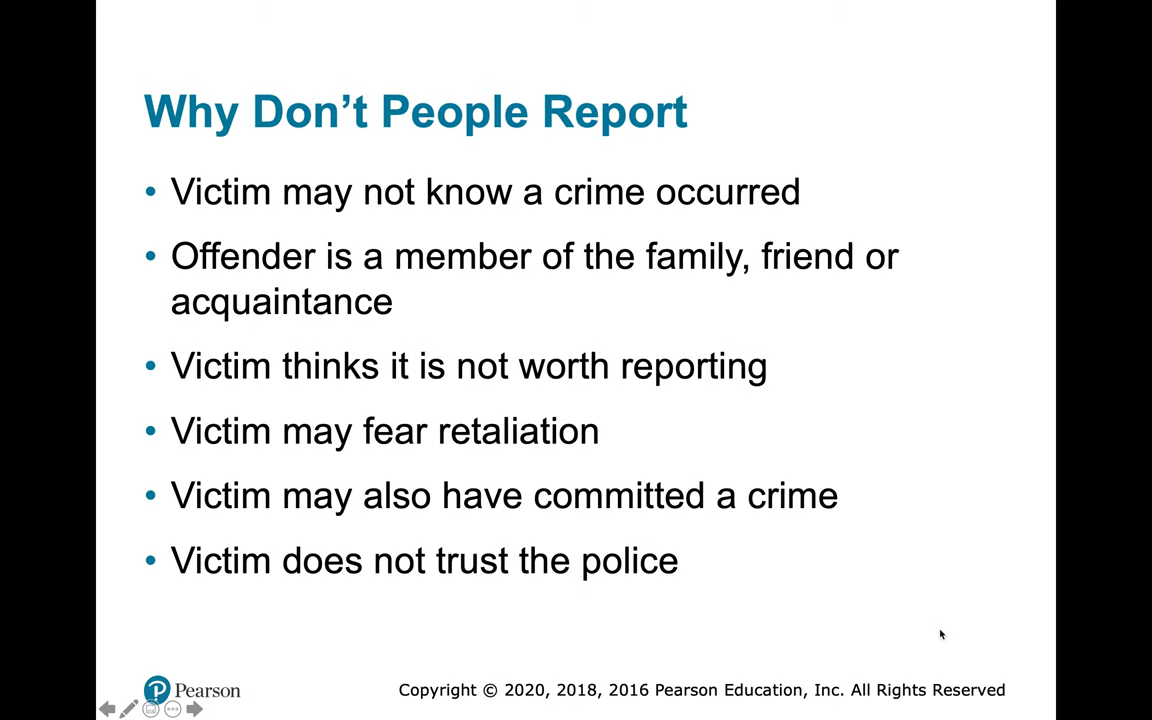 Why Don’t People Report
• Victim may not know a crime occurred
• Offender is a member of the family, friend or
acquaintance
• Victim thinks it is not worth reporting
• Victim may fear retaliation
• Victim may also have committed a crime
• Victim does not trust the police
Pearson
Copyright © 2020, 2018, 2016 Pearson Education, Inc. All Rights Reserved